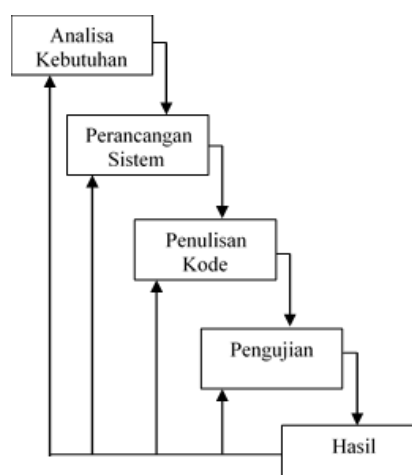 Analisa
Kebutuhan
Perancangan
Sistem
Penulisan
Kode
Pengujian
Hasil